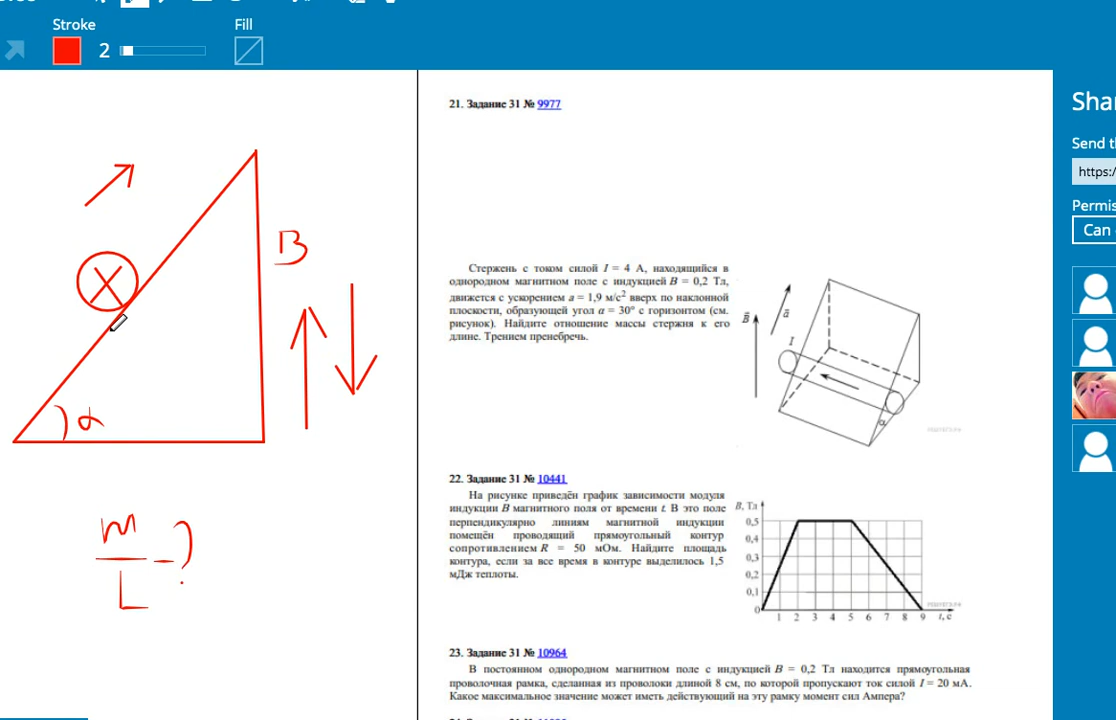 Stroke
Fill
2
Shar
Send t
https:/
Permis
Can
B
α
m
L
- ?
21. Задание 31 № 9977
Стержень с током силой I = 4 А, находящийся в
однородном магнитном поле с индукцией B = 0,2 Тл,
движется с ускорением a = 1,9 м/с² вверх по наклонной
плоскости, образующей угол α = 30° с горизонтом (см.
рисунок). Найдите отношение массы стержня к его
длине. Трением пренебречь.
B
a
I
α
22. Задание 31 № 10441
На рисунке приведён график зависимости модуля
индукции B магнитного поля от времени t. В это поле
перпендикулярно линиям магнитной индукции
помещён проводящий прямоугольный контур
сопротивлением R = 50 мОм. Найдите площадь
контура, если за все время в контуре выделилось 1,5
мДж теплоты.
B, Тл
0,5
0,4
0,3
0,2
0,1
0
1 2 3 4 5 6 7 8 9 t, с
23. Задание 31 № 10964
В постоянном однородном магнитном поле с индукцией B = 0,2 Тл находится прямоугольная
проволочная рамка, сделанная из проволоки длиной 8 см, по которой пропускают ток силой I = 20 мА.
Какое максимальное значение может иметь действующий на эту рамку момент сил Ампера?